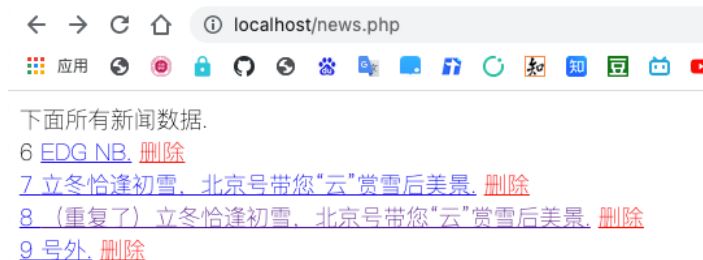 localhost/news.php
应用
下面所有新闻数据.
6 EDG NB. 删除
7 立冬恰逢初雪，北京号带您“云”赏雪后美景. 删除
8 （重复了）立冬恰逢初雪，北京号带您“云”赏雪后美景. 删除
9 号外. 删除